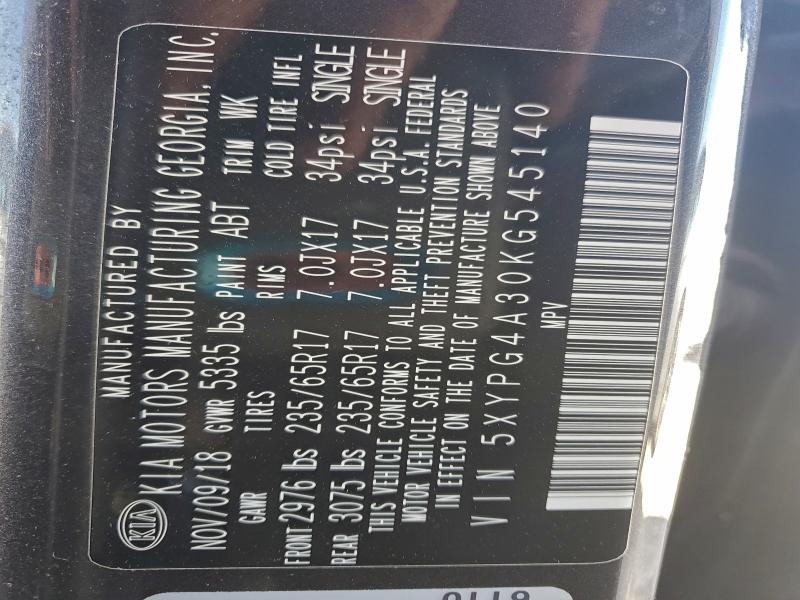 MANUFACTURED BY
KIA KIA MOTORS MANUFACTURING GEORGIA, INC.
NOV/09/18 GVWR 5335 lbs PAINT ABT TRIM WK
GAWR TIRES RIMS COLD TIRE INFL
FRONT 2976 lbs 235/65R17 7.0JX17 34psi SINGLE
REAR 3075 lbs 235/65R17 7.0JX17 34psi SINGLE
THIS VEHICLE CONFORMS TO ALL APPLICABLE U.S.A. FEDERAL
MOTOR VEHICLE SAFETY AND THEFT PREVENTION STANDARDS
IN EFFECT ON THE DATE OF MANUFACTURE SHOWN ABOVE
VIN 5XYPG4A30KG545140
MPV